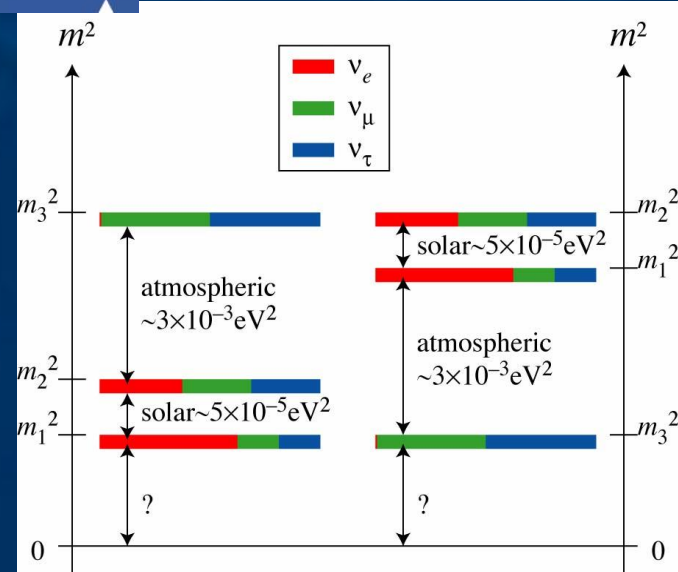 m²
m²
νe
νμ
ντ
m₃²
m₂²
solar~5×10⁻⁵eV²
m₁²
atmospheric
~3×10⁻³eV²
atmospheric
~3×10⁻³eV²
m₂²
solar~5×10⁻⁵eV²
m₁²
m₃²
?
?
0
0